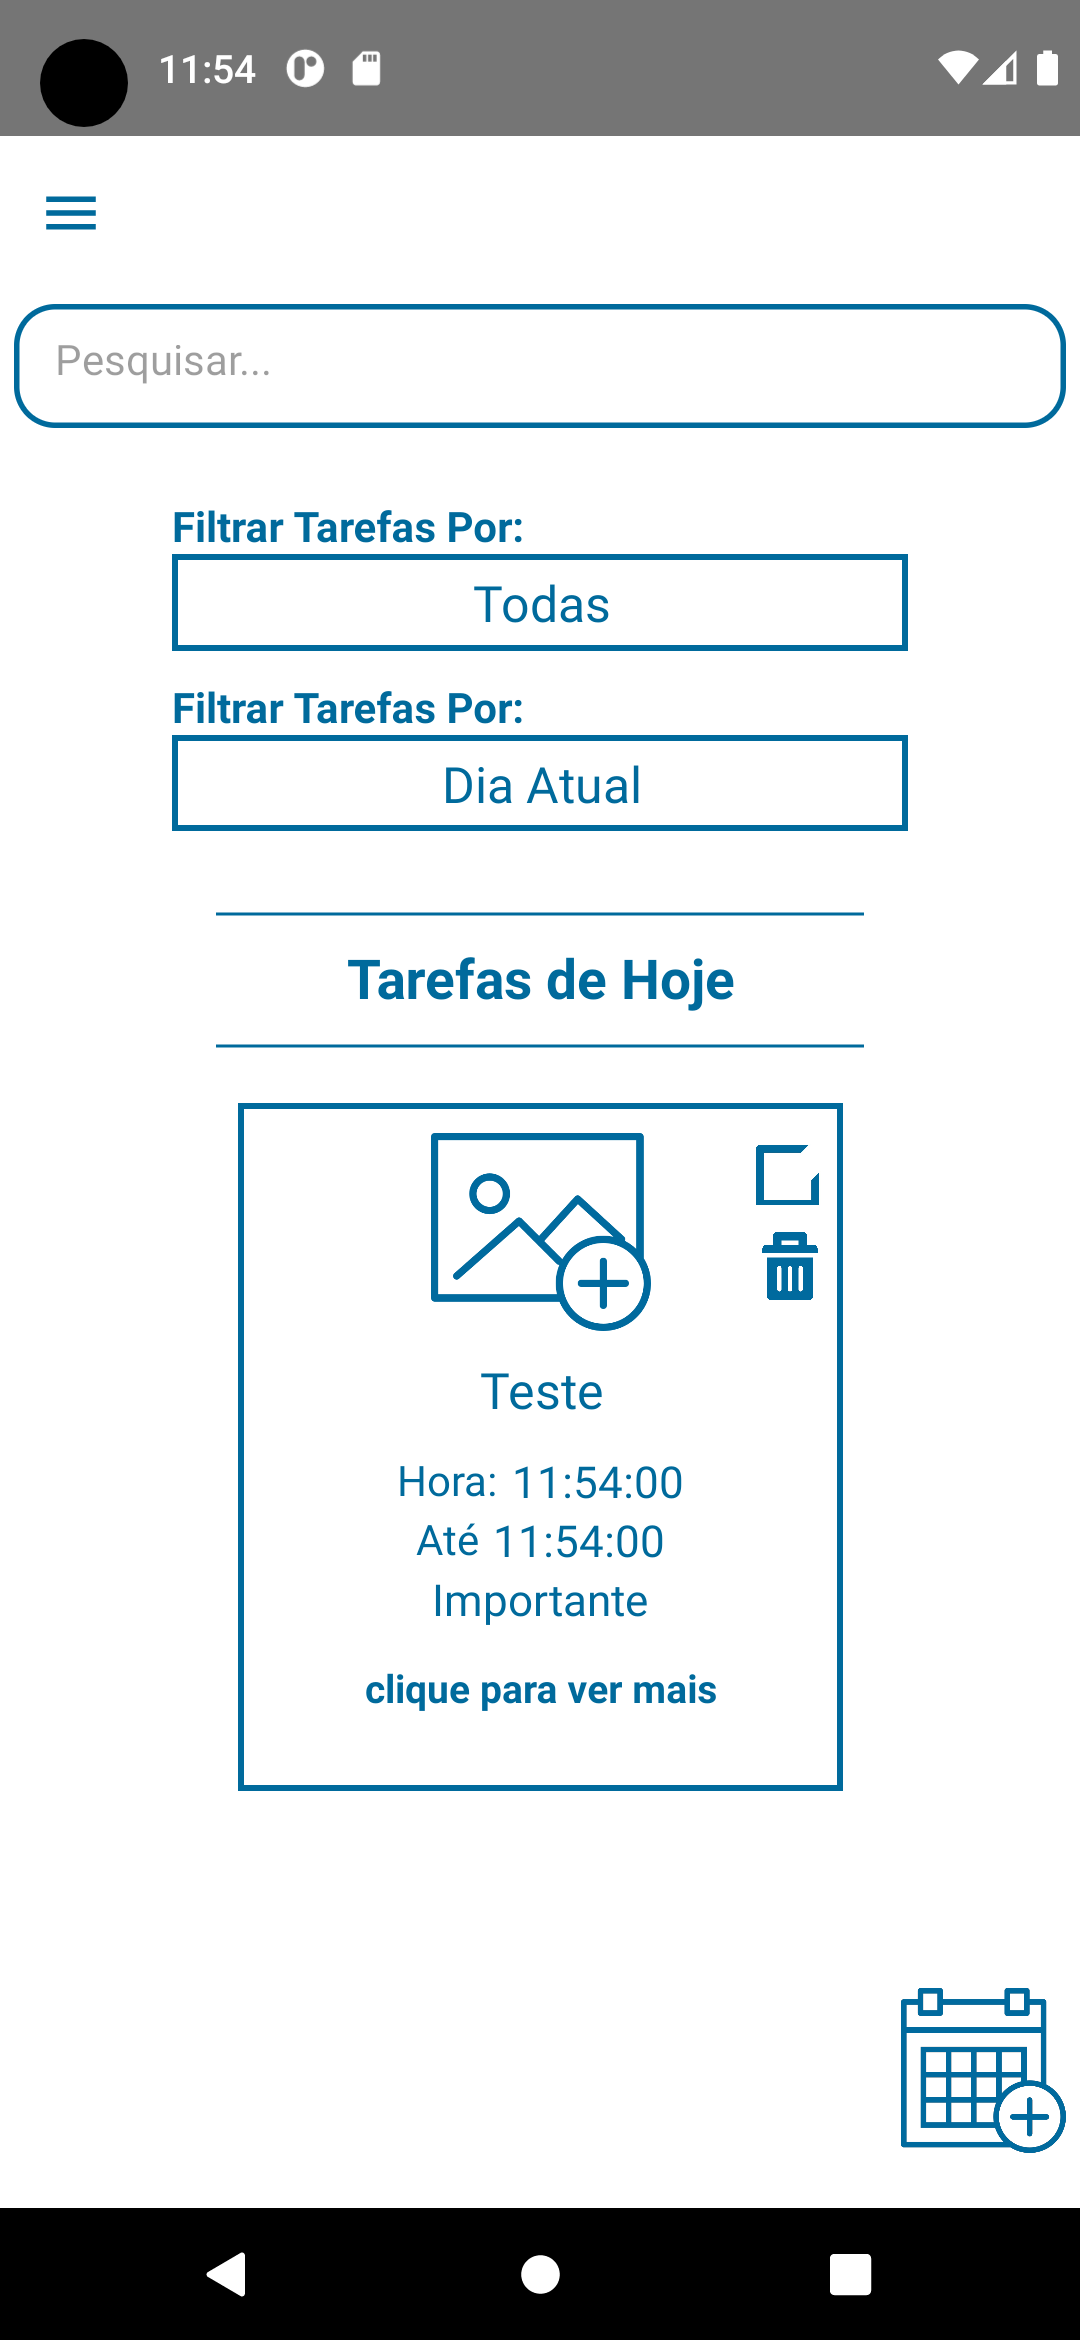 11:54
Pesquisar...
Filtrar Tarefas Por:
Todas
Filtrar Tarefas Por:
Dia Atual
Tarefas de Hoje
Teste
Hora: 11:54:00
Até 11:54:00
Importante
clique para ver mais